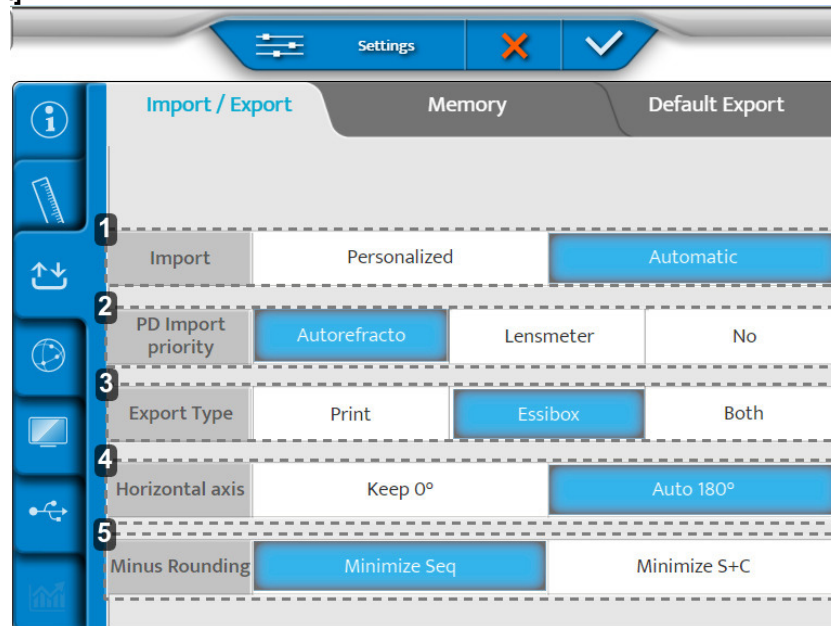 Settings
Import / Export Memory Default Export
1
Import Personalized Automatic
2
PD Import
priority Autorefracto Lensmeter No
3
Export Type Print Essibox Both
4
Horizontal axis Keep 0° Auto 180°
5
Minus Rounding Minimize Seq Minimize S+C